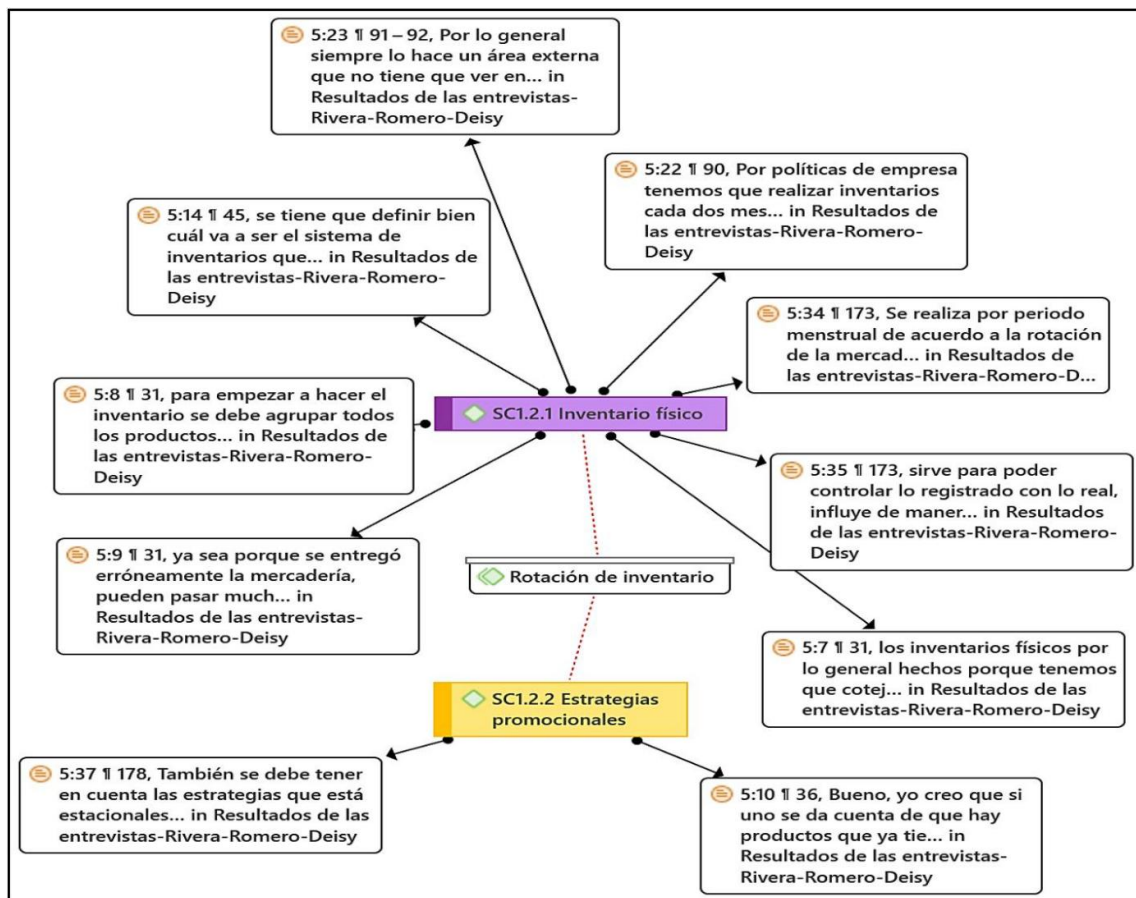 5:23 ¶ 91 – 92, Por lo general
siempre lo hace un área externa
que no tiene que ver en... in
Resultados de las entrevistas-
Rivera-Romero-Deisy
5:22 ¶ 90, Por políticas de empresa
tenemos que realizar inventarios
cada dos mes... in Resultados de
las entrevistas-Rivera-Romero-
Deisy
5:14 ¶ 45, se tiene que definir bien
cuál va a ser el sistema de
inventarios que... in Resultados de
las entrevistas-Rivera-Romero-
Deisy
5:34 ¶ 173, Se realiza por periodo
menstrual de acuerdo a la rotación
de la mercad... in Resultados de
las entrevistas-Rivera-Romero-D...
5:8 ¶ 31, para empezar a hacer el
inventario se debe agrupar todos
los productos... in Resultados de
las entrevistas-Rivera-Romero-
Deisy
SC1.2.1 Inventario físico
5:35 ¶ 173, sirve para poder
controlar lo registrado con lo real,
influye de maner... in Resultados
de las entrevistas-Rivera-Romero-
Deisy
5:9 ¶ 31, ya sea porque se entregó
erróneamente la mercadería,
pueden pasar much... in
Resultados de las entrevistas-
Rivera-Romero-Deisy
Rotación de inventario
5:7 ¶ 31, los inventarios físicos por
lo general hechos porque tenemos
que cotej... in Resultados de las
entrevistas-Rivera-Romero-Deisy
SC1.2.2 Estrategias
promocionales
5:37 ¶ 178, También se debe tener
en cuenta las estrategias que está
estacionales... in Resultados de las
entrevistas-Rivera-Romero-Deisy
5:10 ¶ 36, Bueno, yo creo que si
uno se da cuenta de que hay
productos que ya tie... in
Resultados de las entrevistas-
Rivera-Romero-Deisy